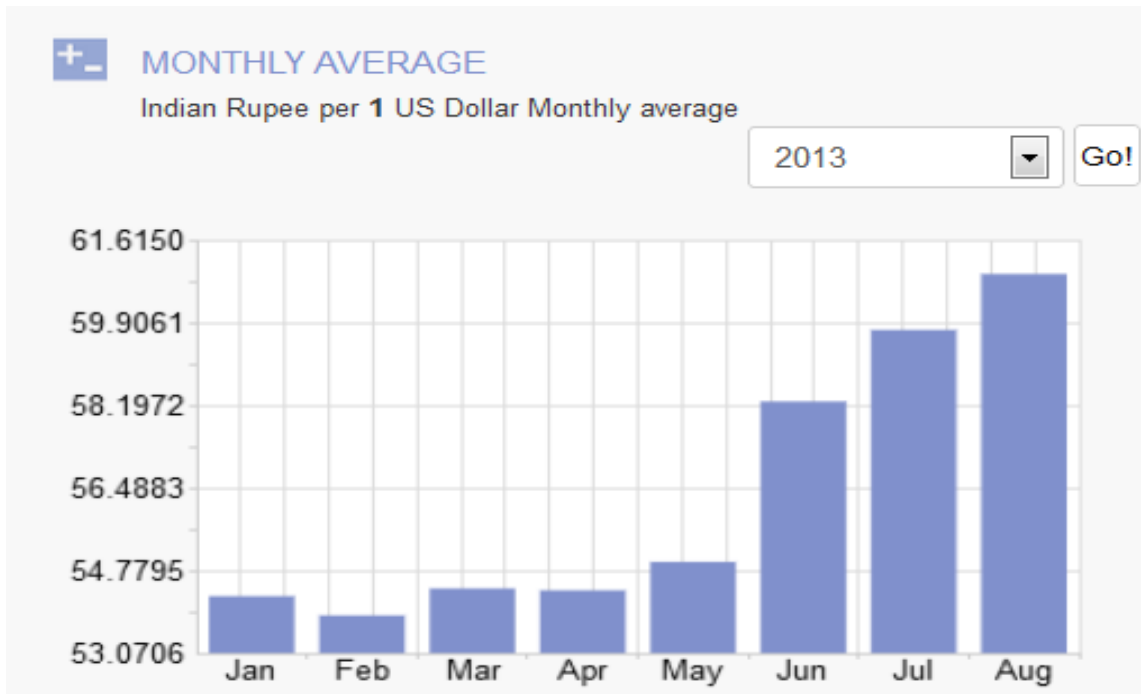 MONTHLY AVERAGE
Indian Rupee per 1 US Dollar Monthly average
2013 Go!
61.6150
59.9061
58.1972
56.4883
54.7795
53.0706
Jan Feb Mar Apr May Jun Jul Aug